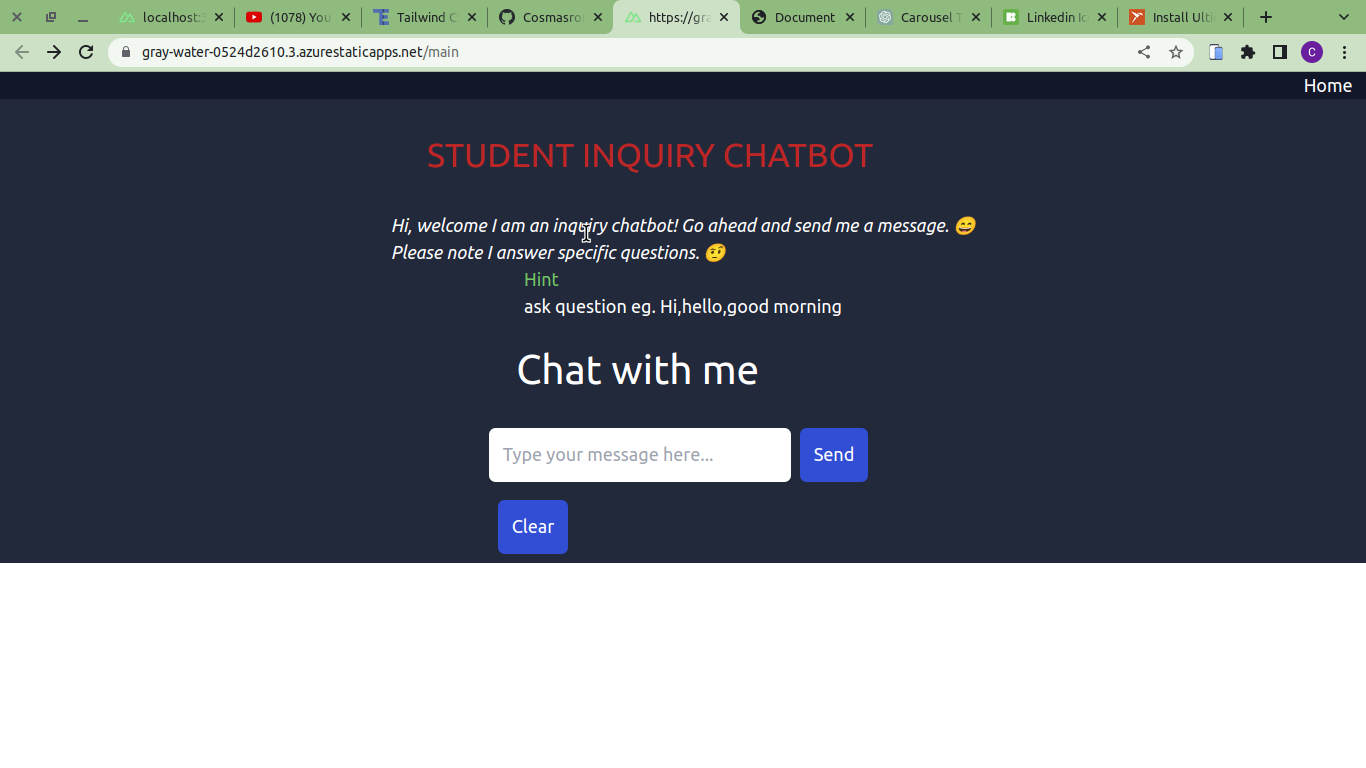 localhost:3
(1078) You
Tailwind C
Cosmasro
https://gra
Document
Carousel T
Linkedin Ic
Install Ulti
gray-water-0524d2610.3.azurestaticapps.net/main
C
Home
STUDENT INQUIRY CHATBOT
Hi, welcome I am an inquiry chatbot! Go ahead and send me a message. 😄
Please note I answer specific questions. 🤨
Hint
ask question eg. Hi,hello,good morning
Chat with me
Type your message here...
Send
Clear